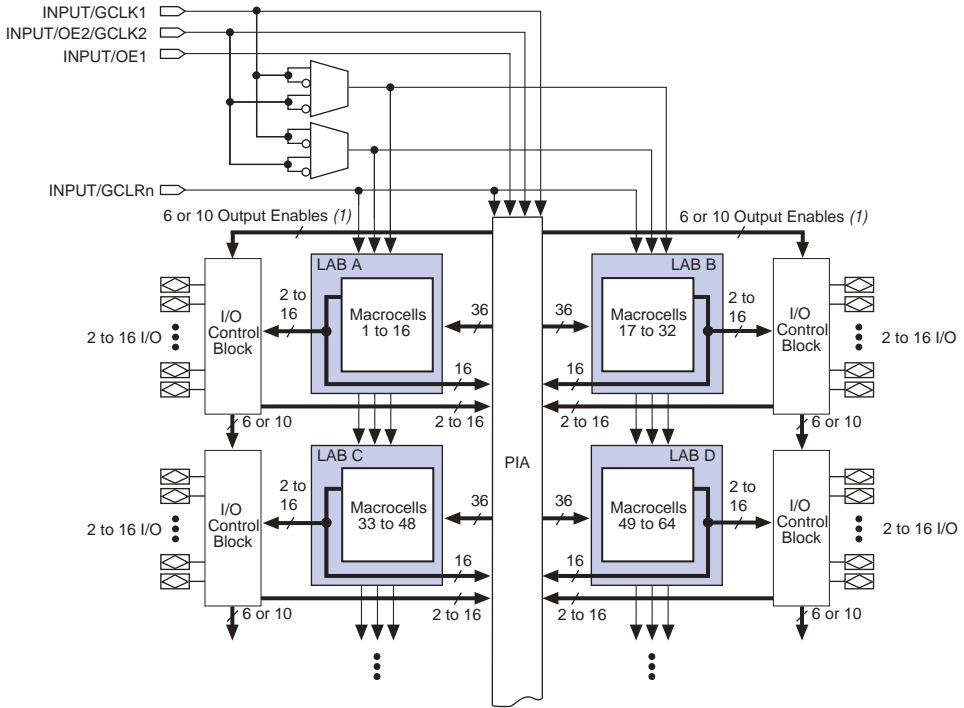 INPUT/GCLK1
INPUT/OE2/GCLK2
INPUT/OE1
INPUT/GCLRn
6 or 10 Output Enables (1)
6 or 10 Output Enables (1)
LAB A
LAB B
2 to 16 I/O
I/O
Control
Block
2 to
16
Macrocells
1 to 16
36
36
Macrocells
17 to 32
2 to
16
I/O
Control
Block
2 to 16 I/O
16
16
6 or 10
2 to 16
2 to 16
6 or 10
PIA
LAB C
LAB D
2 to 16 I/O
I/O
Control
Block
2 to
16
Macrocells
33 to 48
36
36
Macrocells
49 to 64
2 to
16
I/O
Control
Block
2 to 16 I/O
16
16
6 or 10
2 to 16
2 to 16
6 or 10